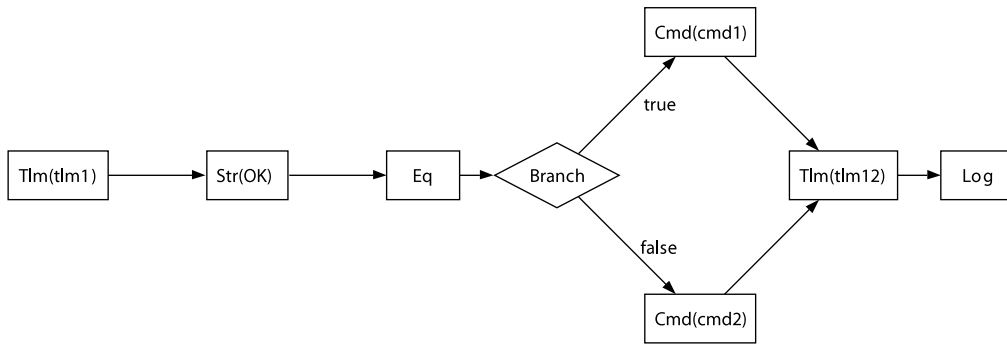 Cmd(cmd1)
true
Tlm(tlm1)
Str(OK)
Eq
Branch
Tlm(tlm12)
Log
false
Cmd(cmd2)